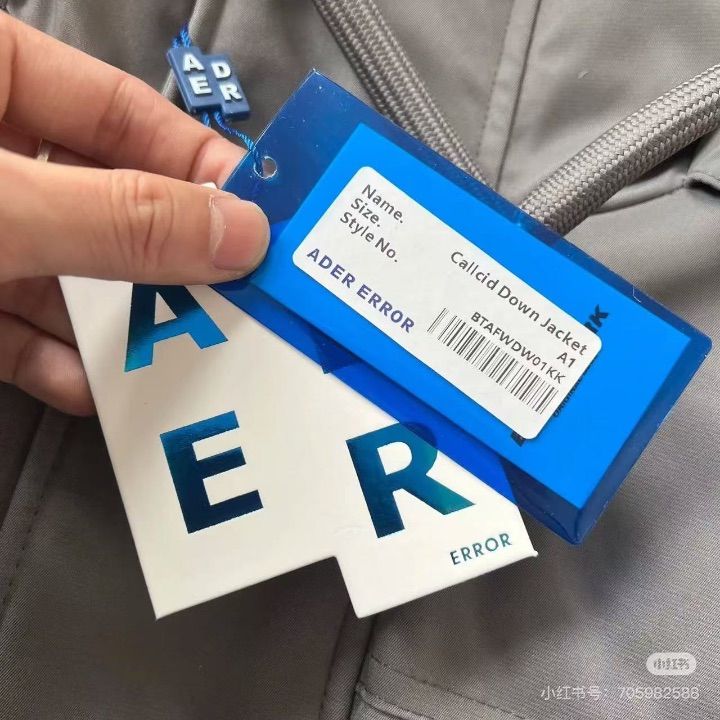 A D
E R
Name.
Size.
Style No.
Callcid Down Jacket
A1
BTAFWDW01KK
ADER ERROR
A
E R
ERROR
小红书
小红书号：705982588